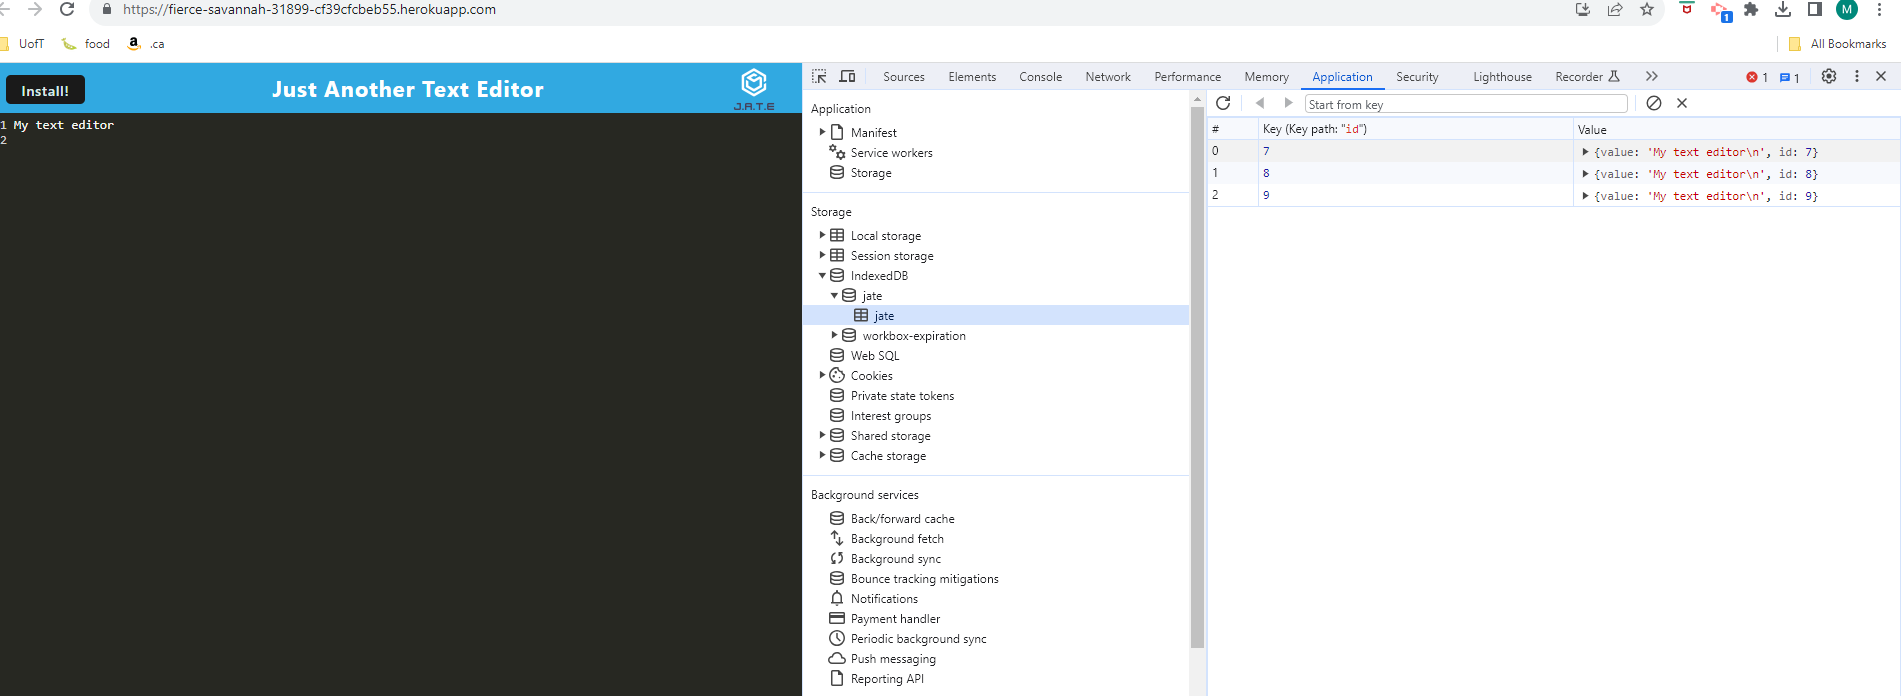 https://fierce-savannah-31899-cf39cfcbeb55.herokuapp.com
1
M
UofT
food
a .ca
All Bookmarks
Install!
Just Another Text Editor
J.A.T.E
1 My text editor
2
Sources Elements Console Network Performance Memory Application Security Lighthouse Recorder
1
1
Application
Manifest
Service workers
Storage
Storage
Local storage
Session storage
IndexedDB
jate
jate
workbox-expiration
Web SQL
Cookies
Private state tokens
Interest groups
Shared storage
Cache storage
Background services
Back/forward cache
Background fetch
Background sync
Bounce tracking mitigations
Notifications
Payment handler
Periodic background sync
Push messaging
Reporting API
Start from key
# Key (Key path: "id") Value
0 7 {value: 'My text editor\n', id: 7}
1 8 {value: 'My text editor\n', id: 8}
2 9 {value: 'My text editor\n', id: 9}